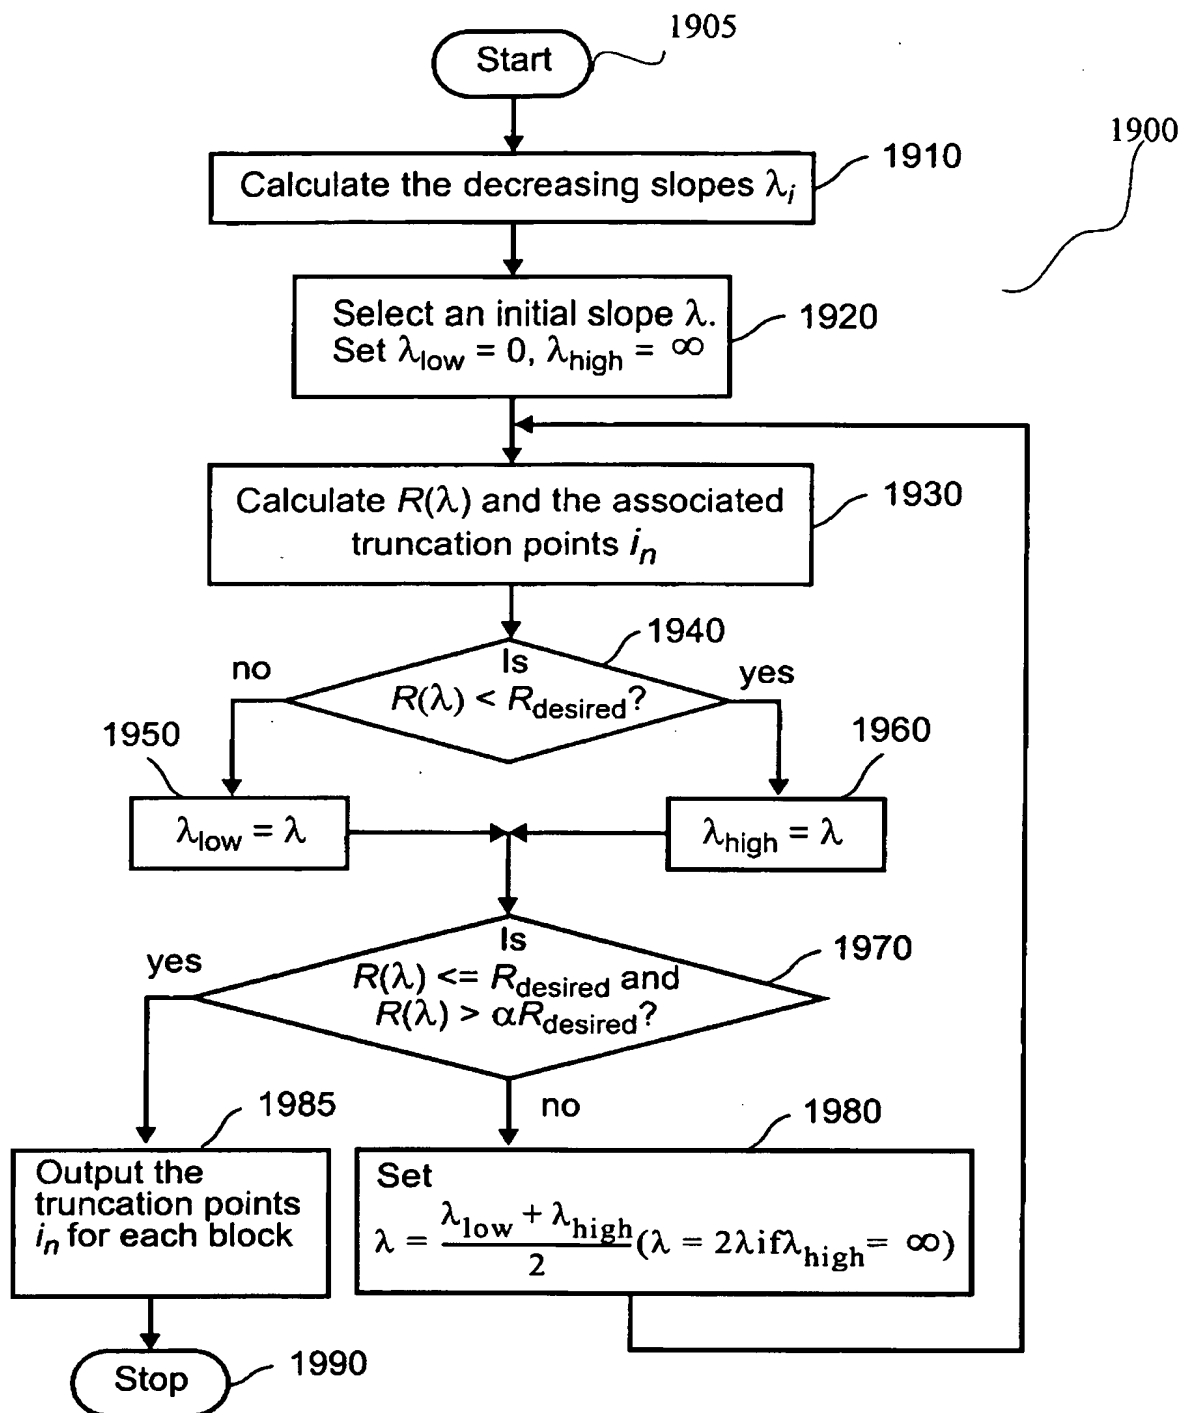 1905
Start
1900
1910
Calculate the decreasing slopes λi
Select an initial slope λ.
Set λlow = 0, λhigh = ∞
1920
Calculate R(λ) and the associated
truncation points in
1930
1940
Is
R(λ) < Rdesired?
no
yes
1950
1960
λlow = λ
λhigh = λ
Is
R(λ) <= Rdesired and
R(λ) > αRdesired?
1970
yes
no
1985
1980
Output the
truncation points
in for each block
Set
λ = λlow + λhigh / 2 (λ = 2λifλhigh= ∞)
Stop
1990